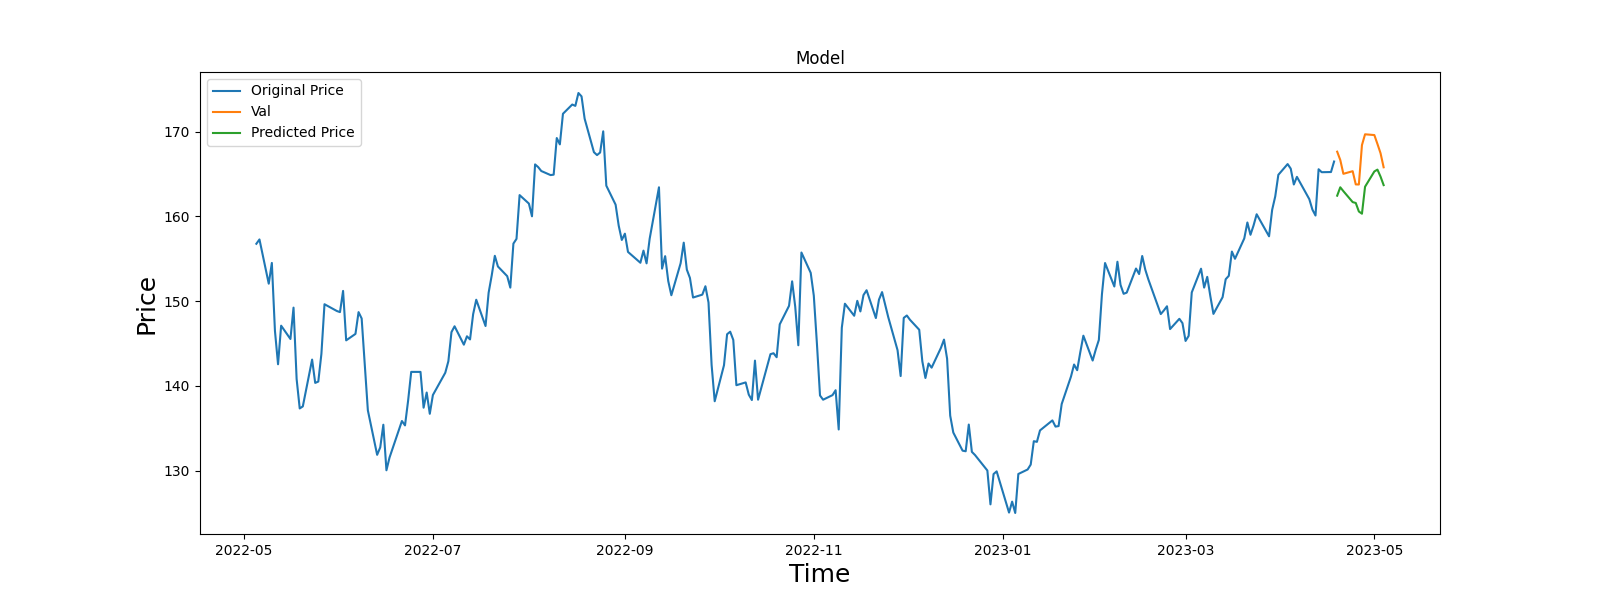 Model
Original Price
Val
Predicted Price
170
160
150
140
130
Price
2022-05
2022-07
2022-09
2022-11
2023-01
2023-03
2023-05
Time